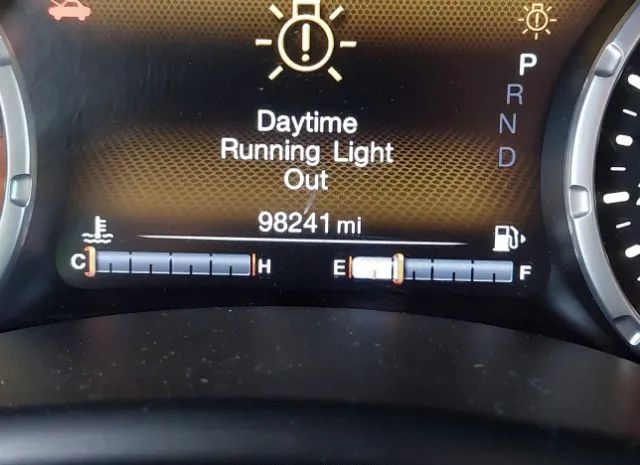 P
R
N
D
Daytime
Running Light
Out
98241 mi
C H E F